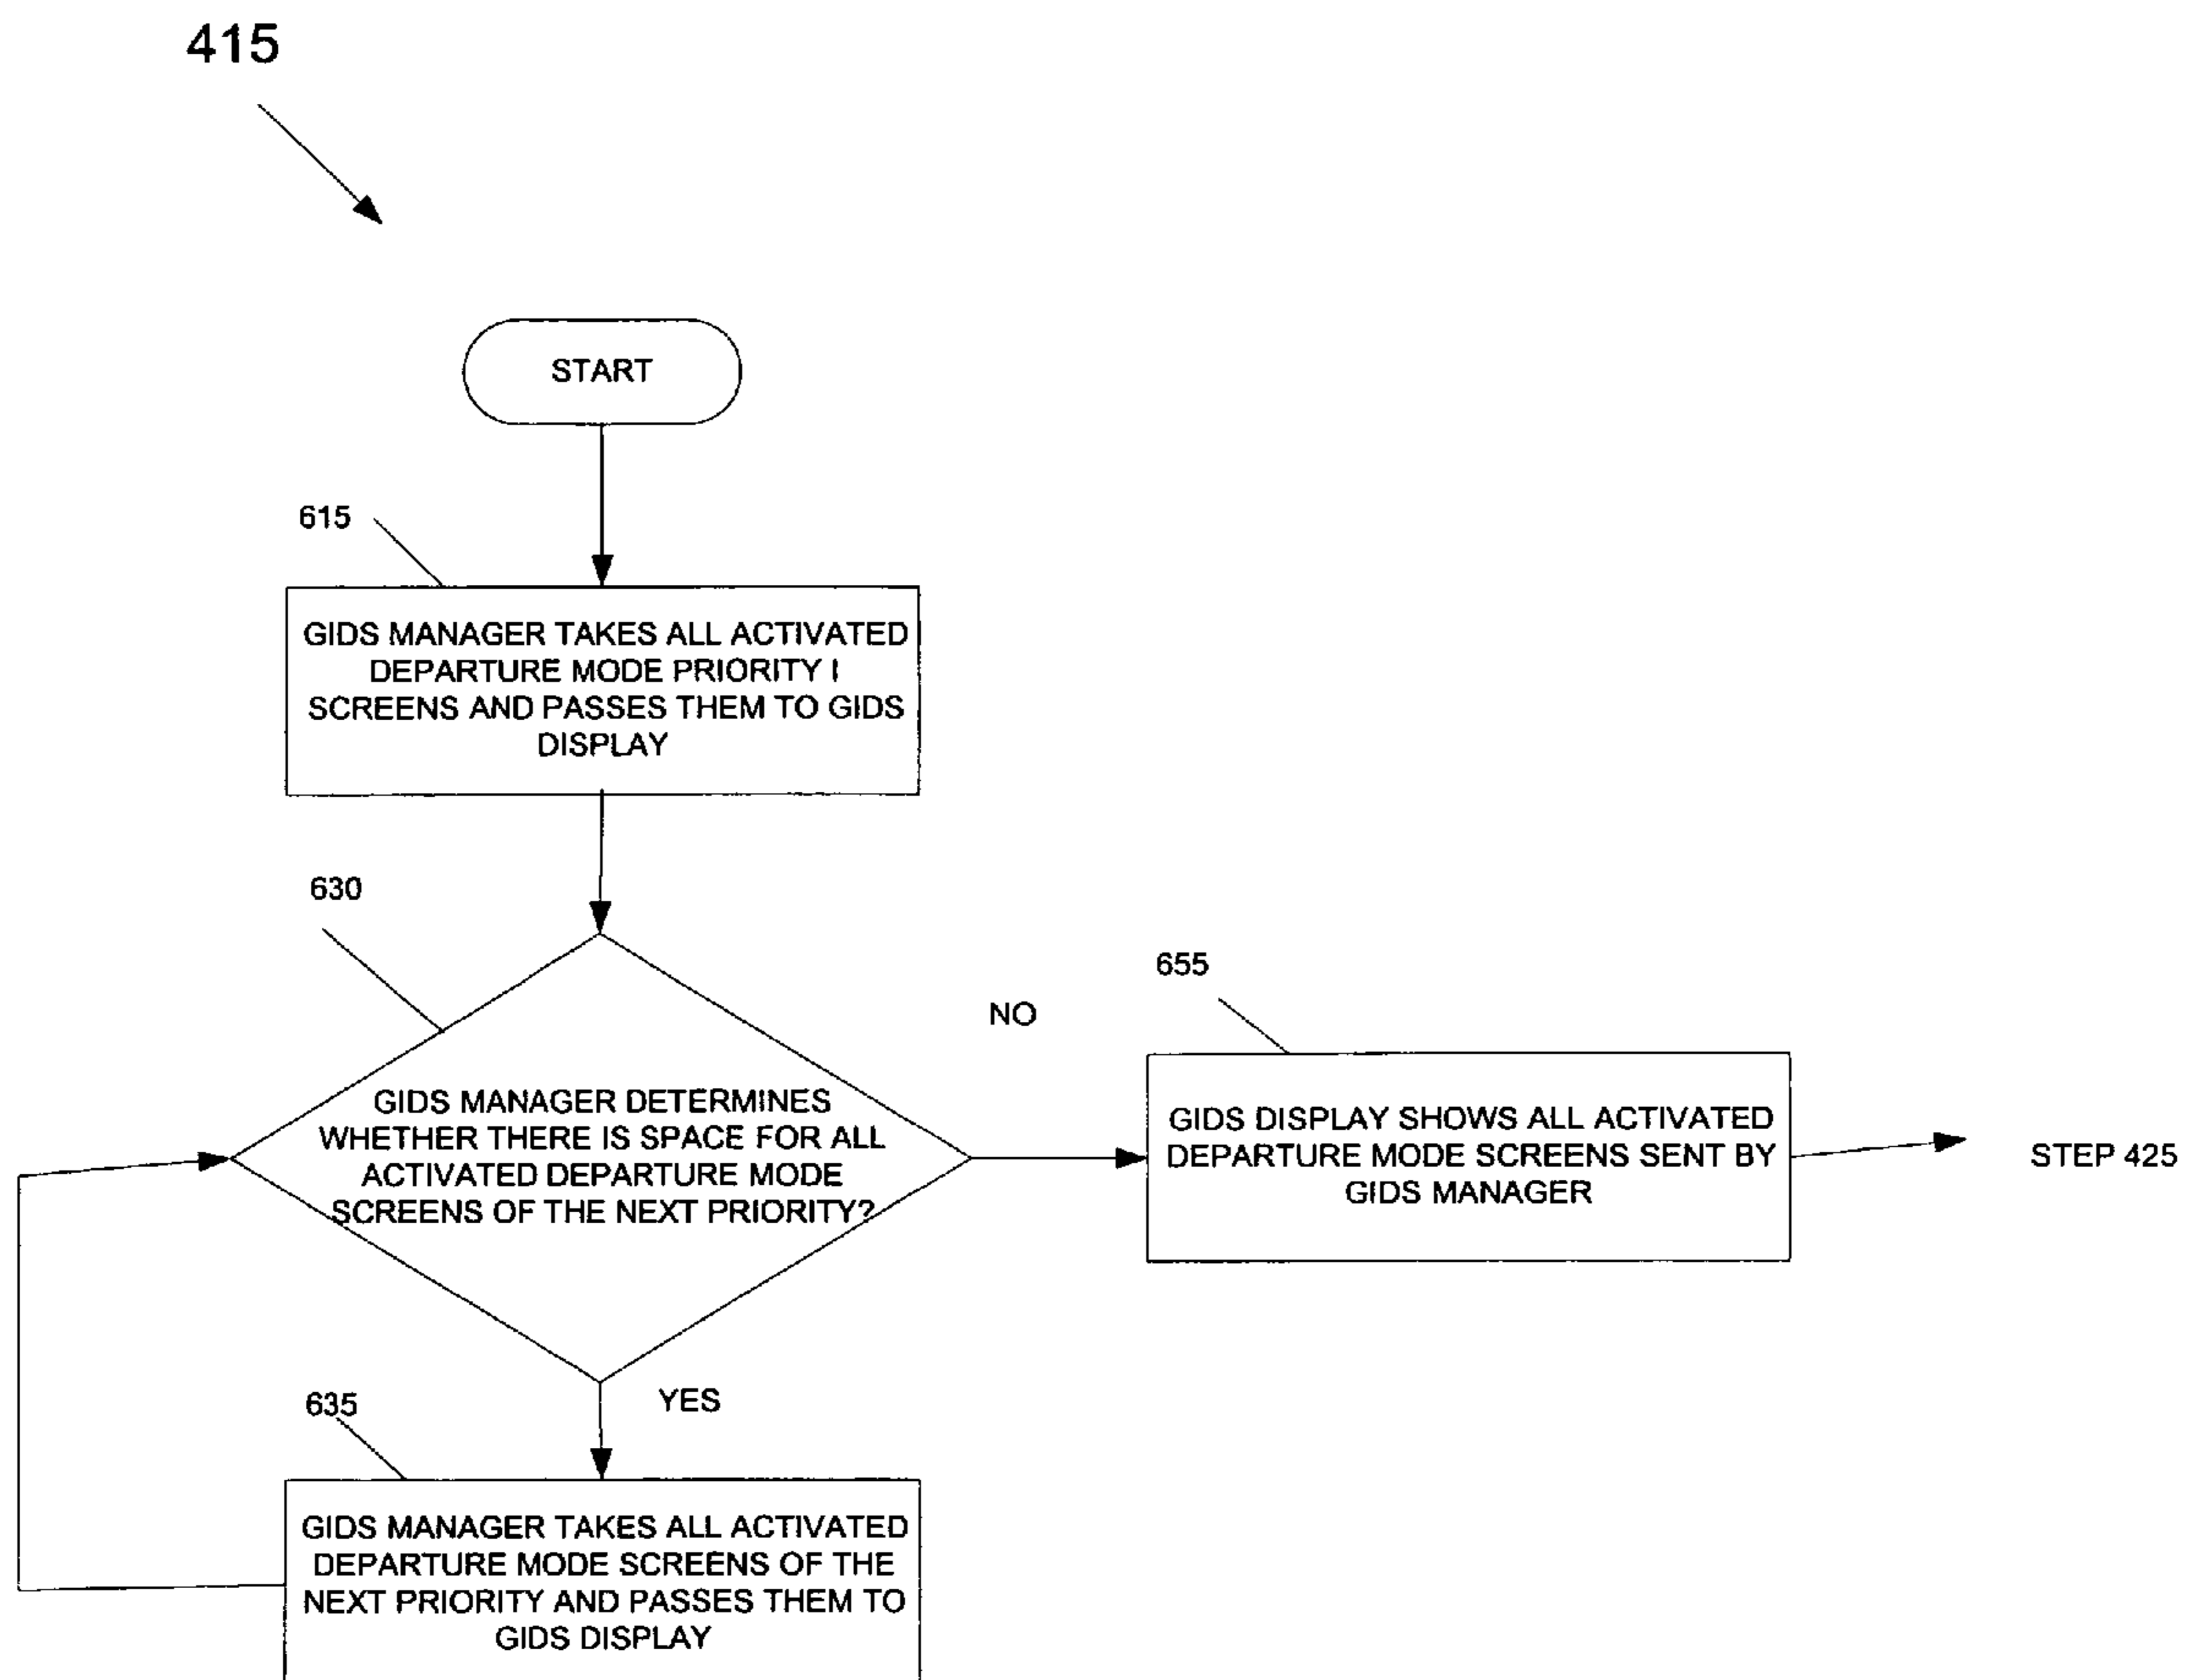 415
START
615
GIDS MANAGER TAKES ALL ACTIVATED
DEPARTURE MODE PRIORITY I
SCREENS AND PASSES THEM TO GIDS
DISPLAY
630
GIDS MANAGER DETERMINES
WHETHER THERE IS SPACE FOR ALL
ACTIVATED DEPARTURE MODE
SCREENS OF THE NEXT PRIORITY?
NO
655
GIDS DISPLAY SHOWS ALL ACTIVATED
DEPARTURE MODE SCREENS SENT BY
GIDS MANAGER
STEP 425
YES
635
GIDS MANAGER TAKES ALL ACTIVATED
DEPARTURE MODE SCREENS OF THE
NEXT PRIORITY AND PASSES THEM TO
GIDS DISPLAY